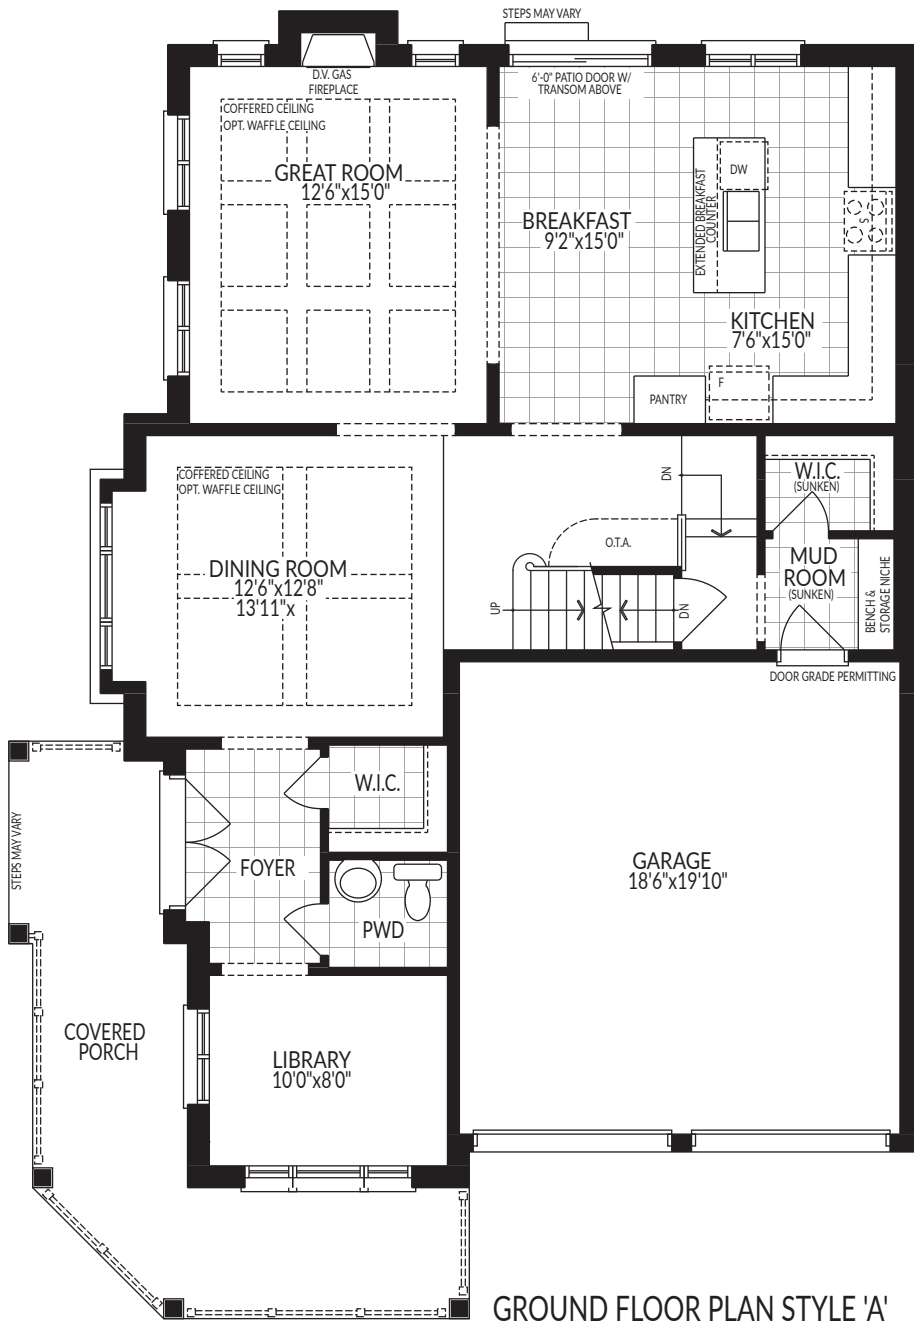 STEPS MAY VARY
D.V. GAS
FIREPLACE
6'-0" PATIO DOOR W/
TRANSOM ABOVE
COFFERED CEILING
OPT. WAFFLE CEILING
GREAT ROOM
12'6"x15'0"
BREAKFAST
9'2"x15'0"
DW
EXTENDED BREAKFAST
COUNTER
S
KITCHEN
7'6"x15'0"
F
PANTRY
COFFERED CEILING
OPT. WAFFLE CEILING
DN
W.I.C.
(SUNKEN)
O.T.A.
DINING ROOM
12'6"x12'8"
13'11"x
MUD
ROOM
(SUNKEN)
BENCH &
STORAGE NICHE
UP
DN
DOOR GRADE PERMITTING
W.I.C.
STEPS MAY VARY
FOYER
GARAGE
18'6"x19'10"
PWD
COVERED
PORCH
LIBRARY
10'0"x8'0"
GROUND FLOOR PLAN STYLE 'A'